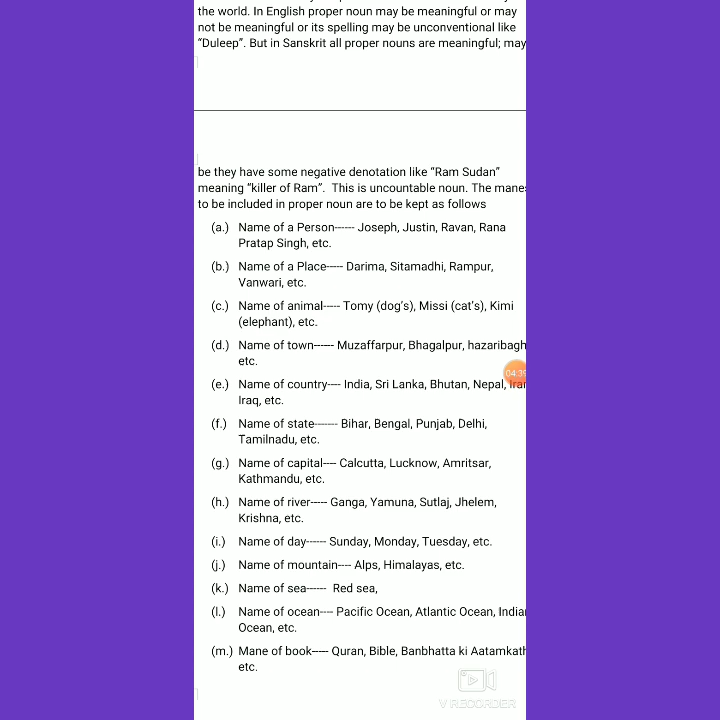 the world. In English proper noun may be meaningful or may
not be meaningful or its spelling may be unconventional like
“Duleep”. But in Sanskrit all proper nouns are meaningful; may
be they have some negative denotation like “Ram Sudan”
meaning “killer of Ram”. This is uncountable noun. The manes
to be included in proper noun are to be kept as follows
(a.) Name of a Person------ Joseph, Justin, Ravan, Rana
Pratap Singh, etc.
(b.) Name of a Place----- Darima, Sitamadhi, Rampur,
Vanwari, etc.
(c.) Name of animal----- Tomy (dog's), Missi (cat's), Kimi
(elephant), etc.
(d.) Name of town------ Muzaffarpur, Bhagalpur, hazaribagh
etc.
04:39
(e.) Name of country---- India, Sri Lanka, Bhutan, Nepal,
Iraq, etc.
(f.) Name of state------- Bihar, Bengal, Punjab, Delhi,
Tamilnadu, etc.
(g.) Name of capital---- Calcutta, Lucknow, Amritsar,
Kathmandu, etc.
(h.) Name of river----- Ganga, Yamuna, Sutlaj, Jhelem,
Krishna, etc.
(i.) Name of day------ Sunday, Monday, Tuesday, etc.
(j.) Name of mountain---- Alps, Himalayas, etc.
(k.) Name of sea------ Red sea,
(l.) Name of ocean---- Pacific Ocean, Atlantic Ocean, Indian
Ocean, etc.
(m.) Mane of book----- Quran, Bible, Banbhatta ki Aatamkath
etc.
V RECORDER